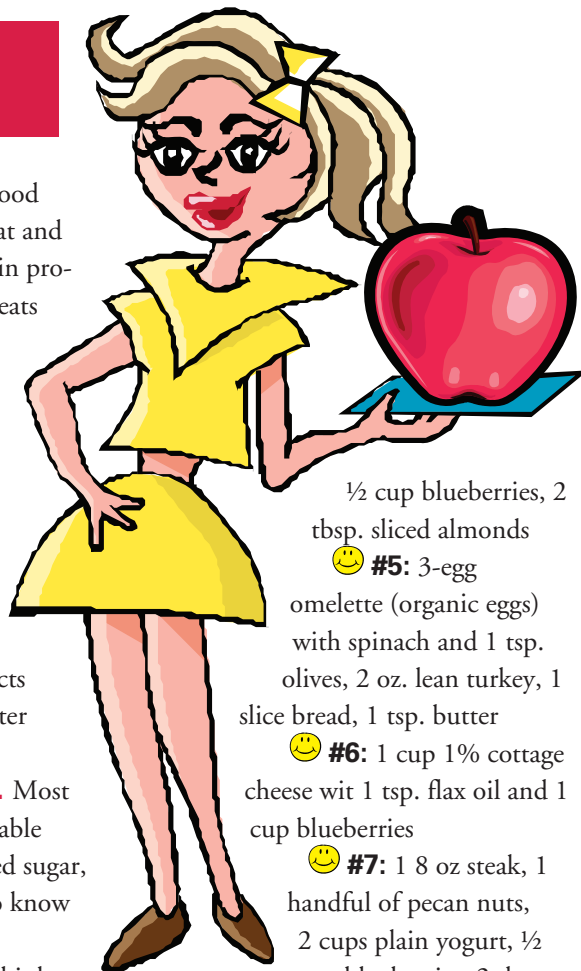 ood
at and
in pro-
eats
cts
ter
. Most
able
ed sugar,
o know
½ cup blueberries, 2
tbsp. sliced almonds
#5: 3-egg
omelette (organic eggs)
with spinach and 1 tsp.
olives, 2 oz. lean turkey, 1
slice bread, 1 tsp. butter
#6: 1 cup 1% cottage
cheese wit 1 tsp. flax oil and 1
cup blueberries
#7: 1 8 oz steak, 1
handful of pecan nuts,
2 cups plain yogurt, ½